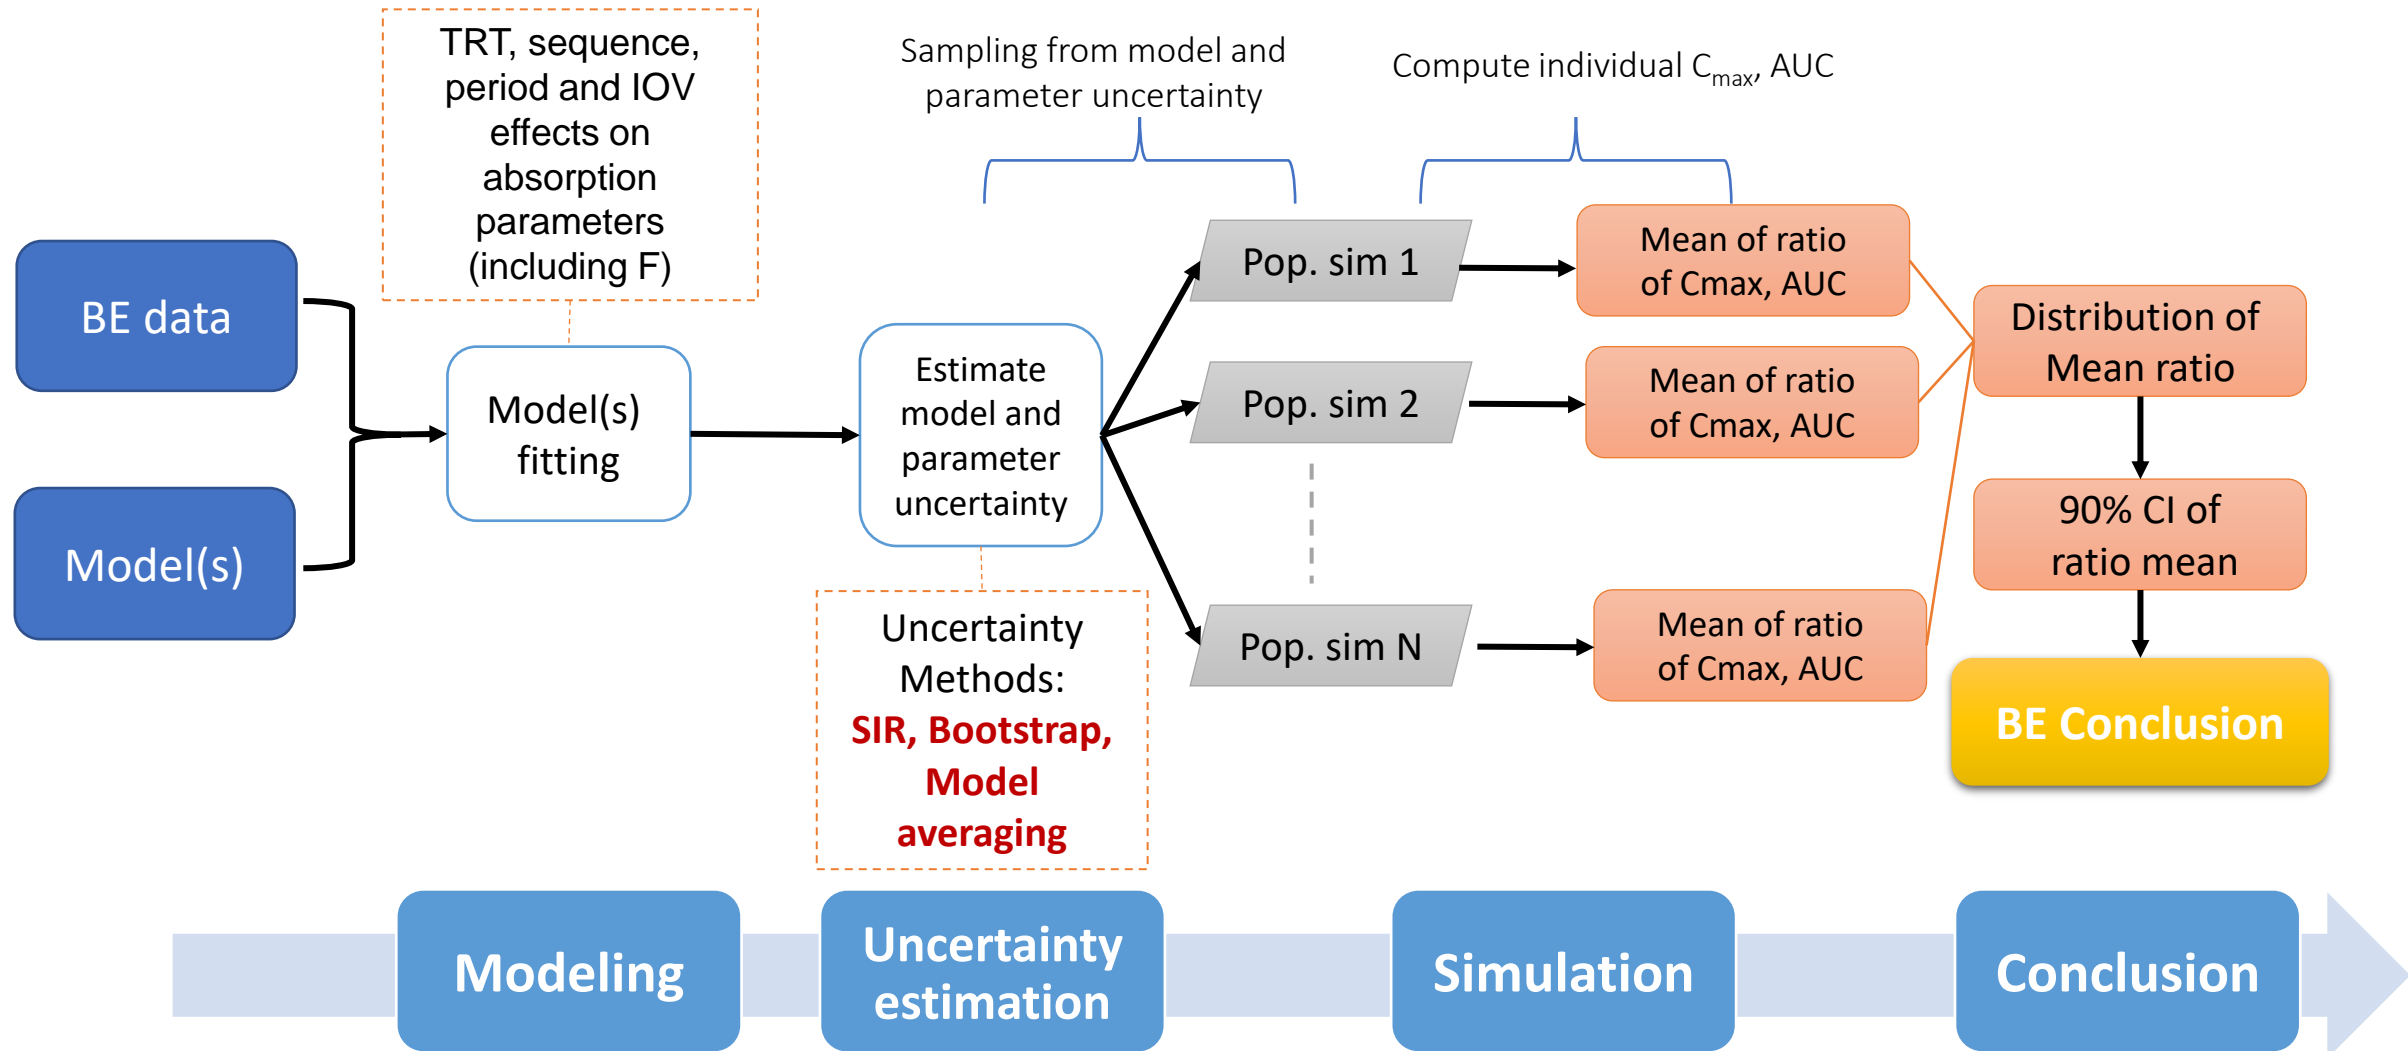 TRT, sequence,
period and IOV
effects on
absorption
parameters
(including F)
Sampling from model and
parameter uncertainty
Compute individual Cmax, AUC
BE data
Model(s)
Model(s)
fitting
Estimate
model and
parameter
uncertainty
Uncertainty
Methods:
SIR, Bootstrap,
Model
averaging
Pop. sim 1
Mean of ratio
of Cmax, AUC
Pop. sim 2
Mean of ratio
of Cmax, AUC
Pop. sim N
Mean of ratio
of Cmax, AUC
Distribution of
Mean ratio
90% CI of
ratio mean
BE Conclusion
Modeling
Uncertainty
estimation
Simulation
Conclusion